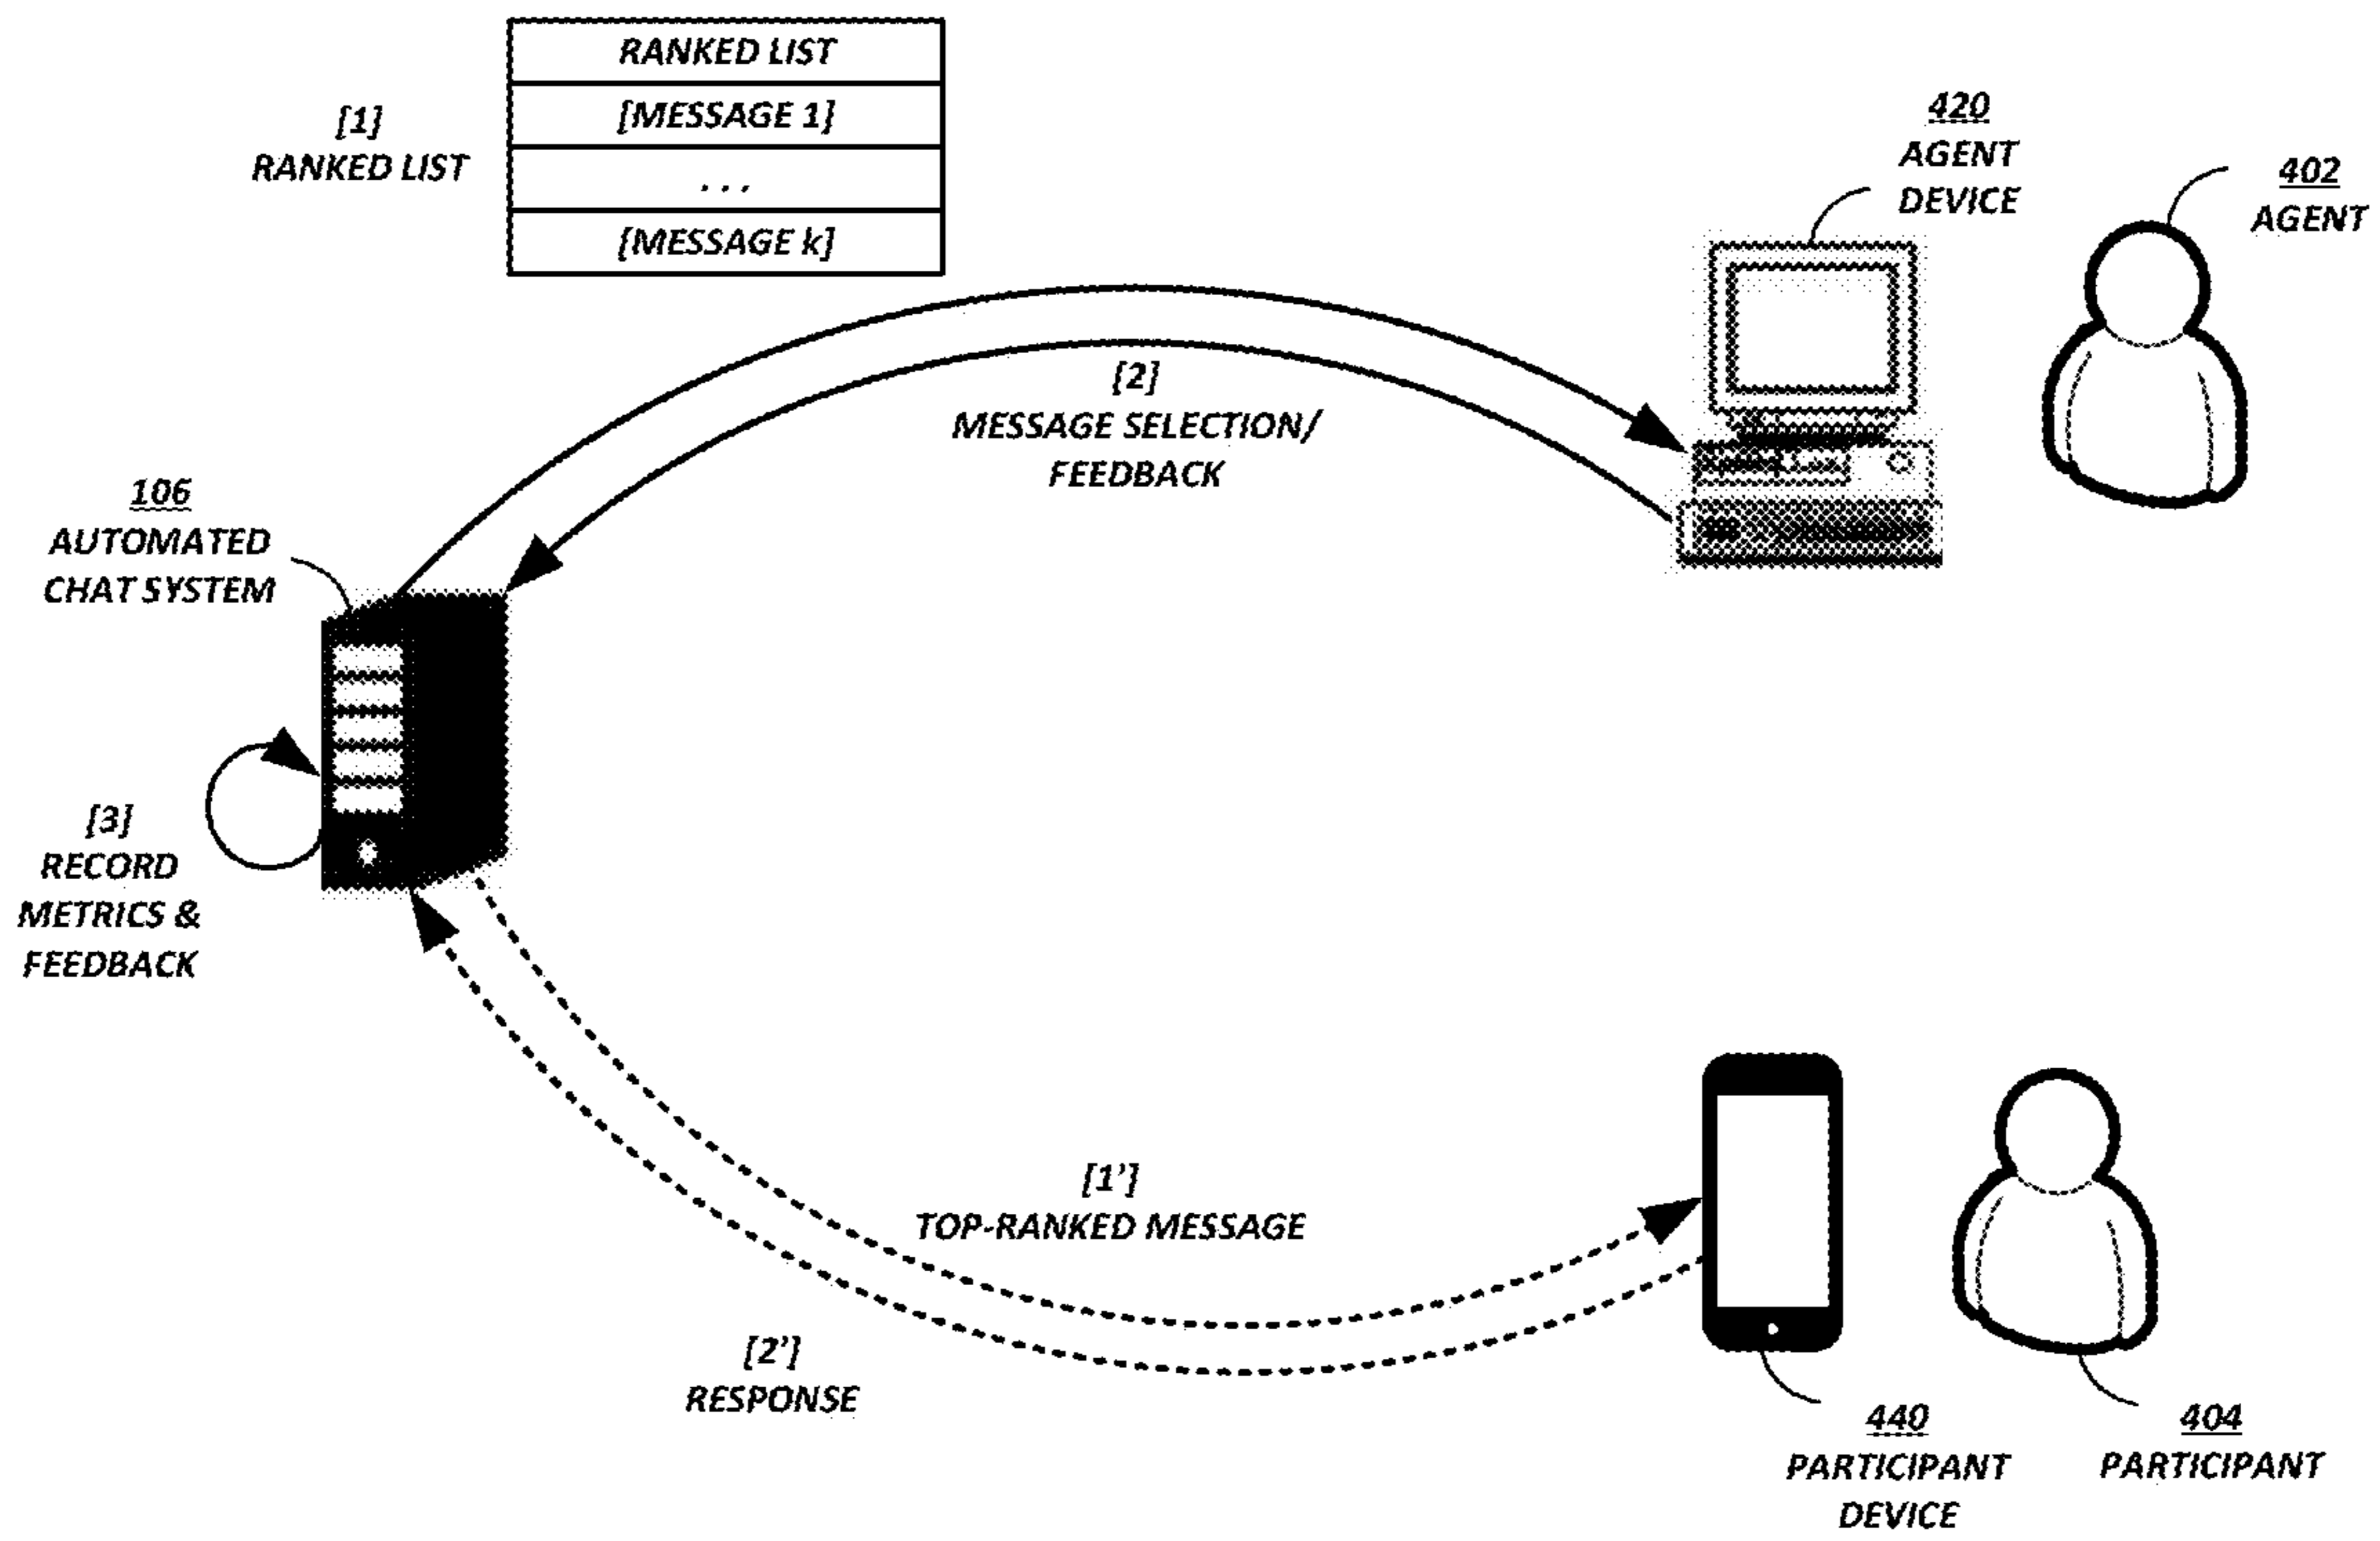 RANKED LIST
[MESSAGE 1]
. . .
[MESSAGE k]
[1]
RANKED LIST
420
AGENT
DEVICE
402
AGENT
[2]
MESSAGE SELECTION/
FEEDBACK
106
AUTOMATED
CHAT SYSTEM
[3]
RECORD
METRICS &
FEEDBACK
[1']
TOP-RANKED MESSAGE
[2']
RESPONSE
440
PARTICIPANT
DEVICE
404
PARTICIPANT